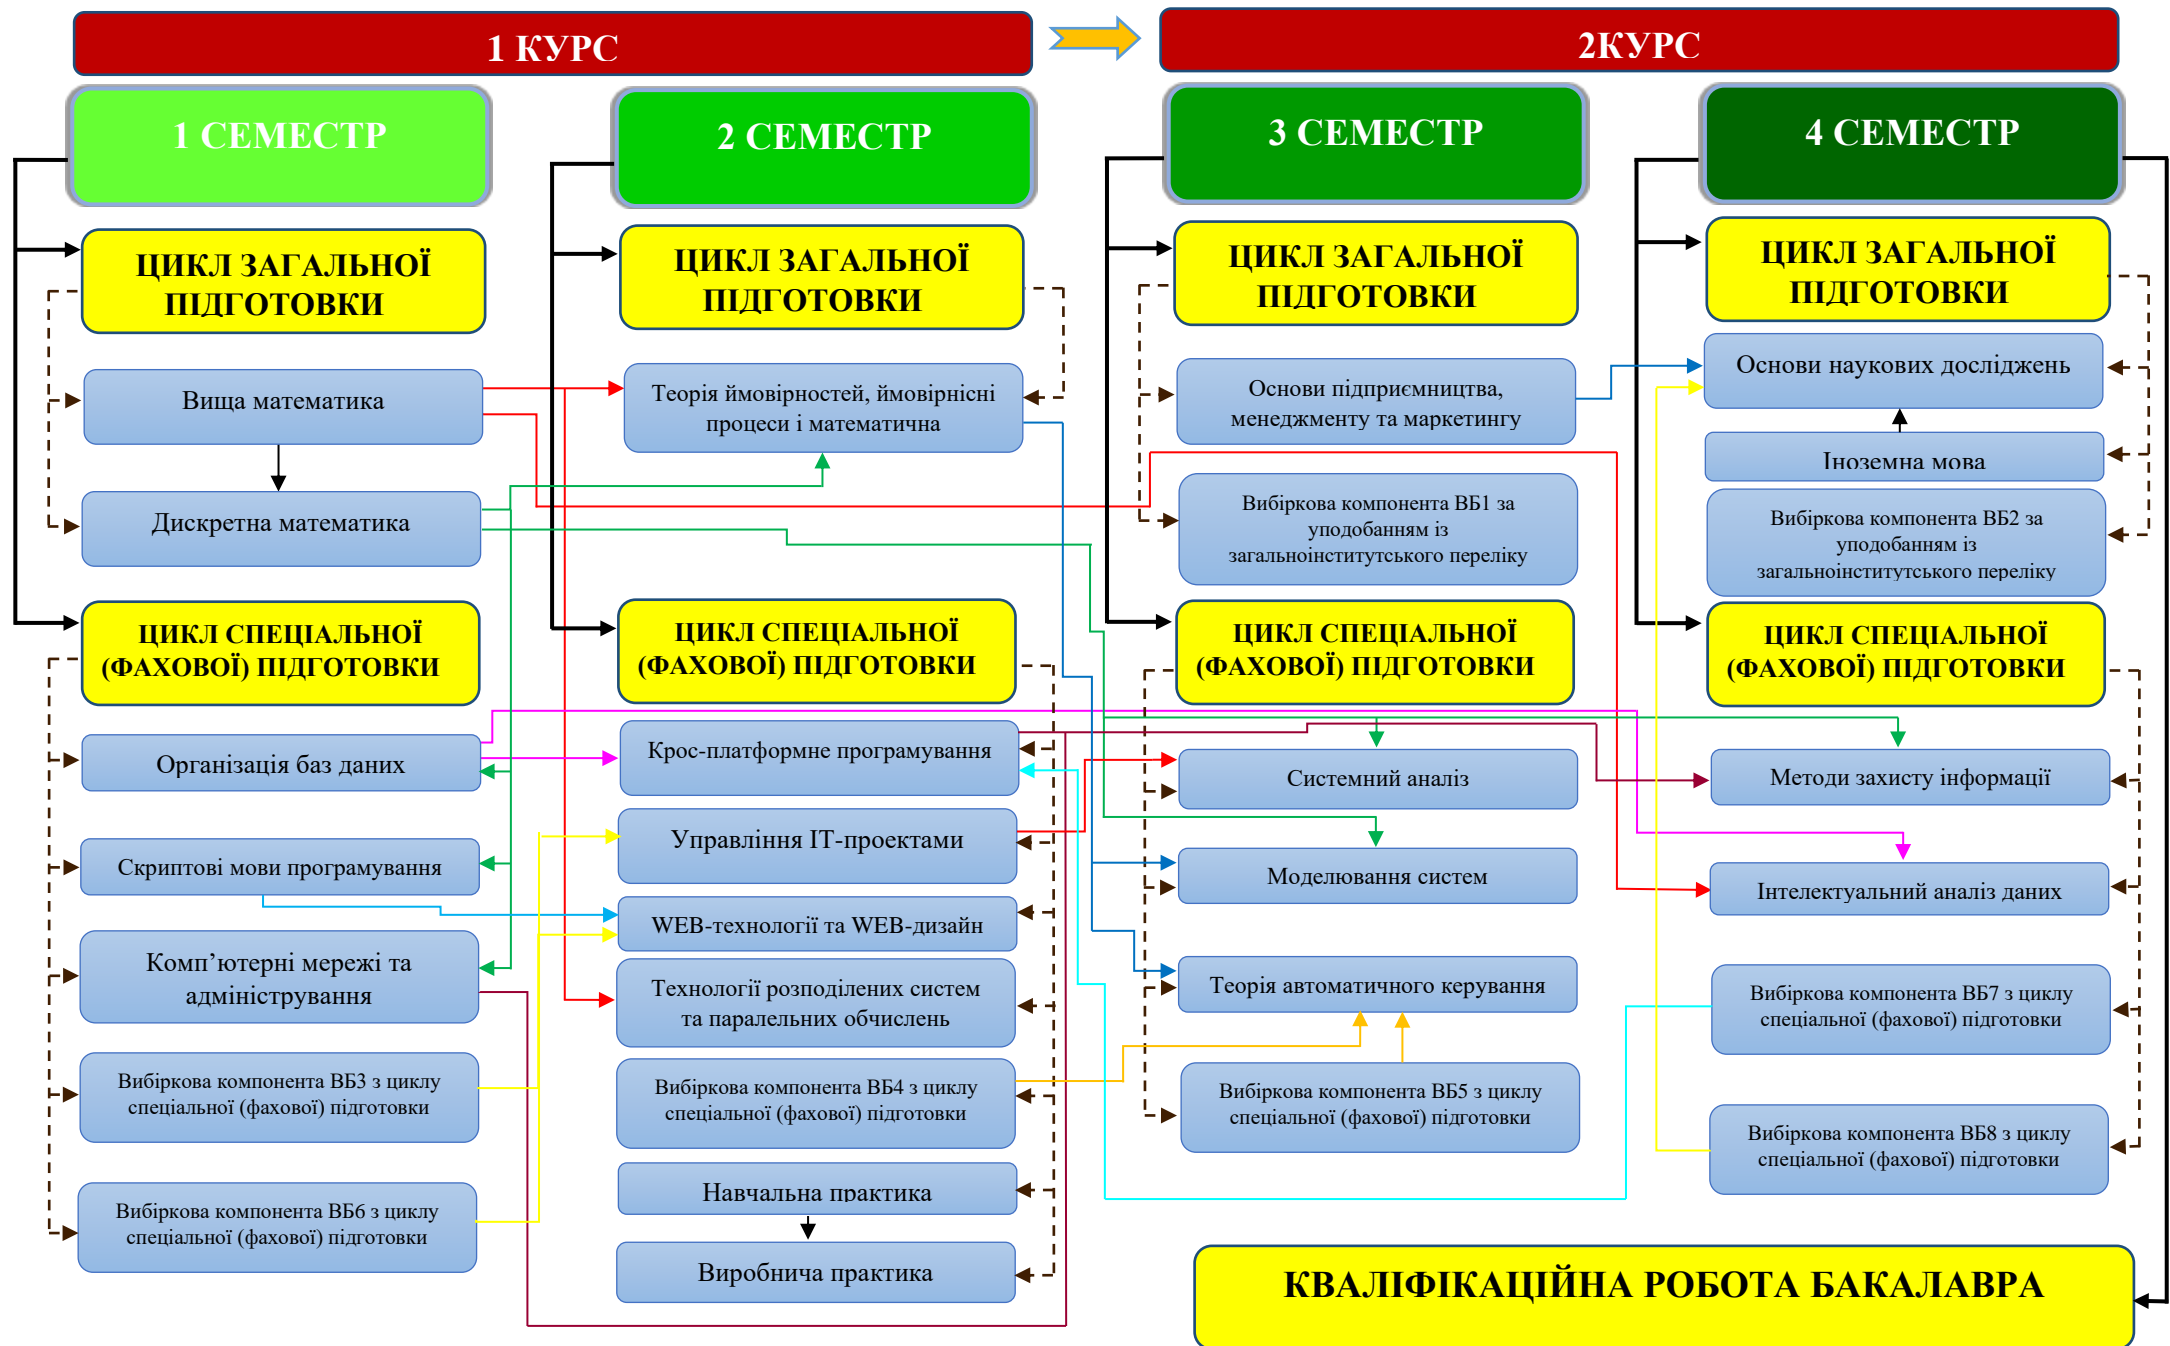 1 КУРС
2КУРС
1 СЕМЕСТР
2 СЕМЕСТР
3 СЕМЕСТР
4 СЕМЕСТР
ЦИКЛ ЗАГАЛЬНОЇ
ПІДГОТОВКИ
Вища математика
Дискретна математика
ЦИКЛ СПЕЦІАЛЬНОЇ
(ФАХОВОЇ) ПІДГОТОВКИ
Організація баз даних
Скриптові мови програмування
Комп’ютерні мережі та
адміністрування
Вибіркова компонента ВБ3 з циклу
спеціальної (фахової) підготовки
Вибіркова компонента ВБ6 з циклу
спеціальної (фахової) підготовки
ЦИКЛ ЗАГАЛЬНОЇ
ПІДГОТОВКИ
Теорія ймовірностей, ймовірнісні
процеси і математична
ЦИКЛ СПЕЦІАЛЬНОЇ
(ФАХОВОЇ) ПІДГОТОВКИ
Крос-платформне програмування
Управління ІТ-проектами
WEB-технології та WEB-дизайн
Технології розподілених систем
та паралельних обчислень
Вибіркова компонента ВБ4 з циклу
спеціальної (фахової) підготовки
Навчальна практика
Виробнича практика
ЦИКЛ ЗАГАЛЬНОЇ
ПІДГОТОВКИ
Основи підприємництва,
менеджменту та маркетингу
Вибіркова компонента ВБ1 за
уподобанням із
загальноінститутського переліку
ЦИКЛ СПЕЦІАЛЬНОЇ
(ФАХОВОЇ) ПІДГОТОВКИ
Системний аналіз
Моделювання систем
Теорія автоматичного керування
Вибіркова компонента ВБ5 з циклу
спеціальної (фахової) підготовки
ЦИКЛ ЗАГАЛЬНОЇ
ПІДГОТОВКИ
Основи наукових досліджень
Іноземна мова
Вибіркова компонента ВБ2 за
уподобанням із
загальноінститутського переліку
ЦИКЛ СПЕЦІАЛЬНОЇ
(ФАХОВОЇ) ПІДГОТОВКИ
Методи захисту інформації
Інтелектуальний аналіз даних
Вибіркова компонента ВБ7 з циклу
спеціальної (фахової) підготовки
Вибіркова компонента ВБ8 з циклу
спеціальної (фахової) підготовки
КВАЛІФІКАЦІЙНА РОБОТА БАКАЛАВРА